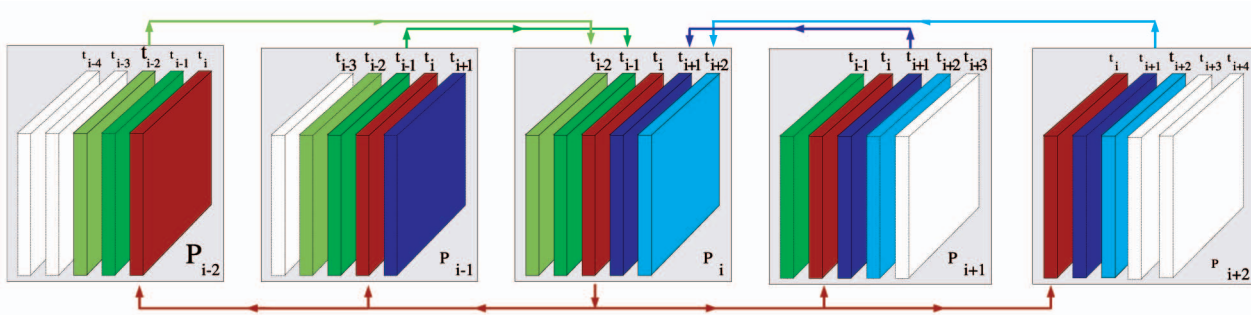 t i-4 t i-3 t i-2 t i-1 t i
P i-2
t i-3 t i-2 t i-1 t i t i+1
P i-1
t i-2 t i-1 t i t i+1 t i+2
P i
t i-1 t i t i+1 t i+2 t i+3
P i+1
t i t i+1 t i+2 t i+3 t i+4
P i+2